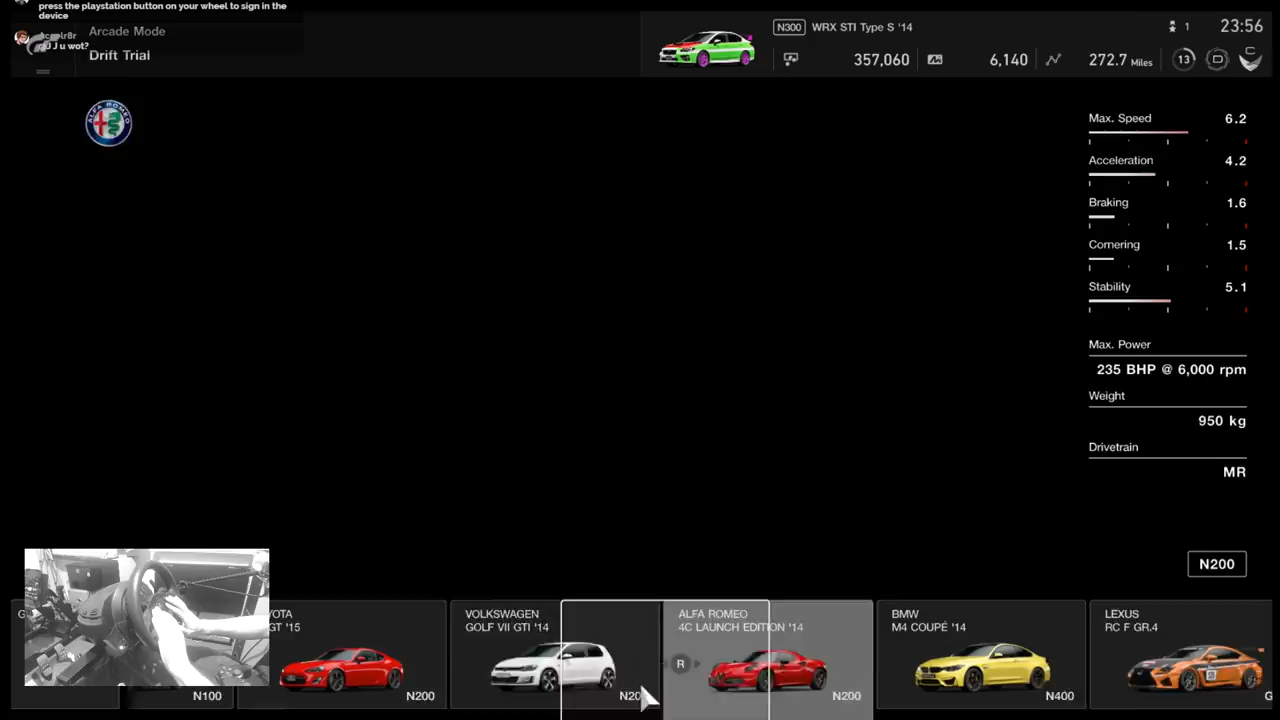 press the playstation button on your wheel to sign in the
device
J u wot?
Arcade Mode
Drift Trial
N300 WRX STI Type S '14
357,060 6,140 272.7 Miles 13
1 23:56
ALFA ROMEO
Max. Speed 6.2
Acceleration 4.2
Braking 1.6
Cornering 1.5
Stability 5.1
Max. Power
235 BHP @ 6,000 rpm
Weight
950 kg
Drivetrain
MR
N200
N100
OTA
GT '15
N200
VOLKSWAGEN
GOLF VII GTI '14
N20
ALFA ROMEO
4C LAUNCH EDITION '14
R
N200
BMW
M4 COUPÉ '14
N400
LEXUS
RC F GR.4
G